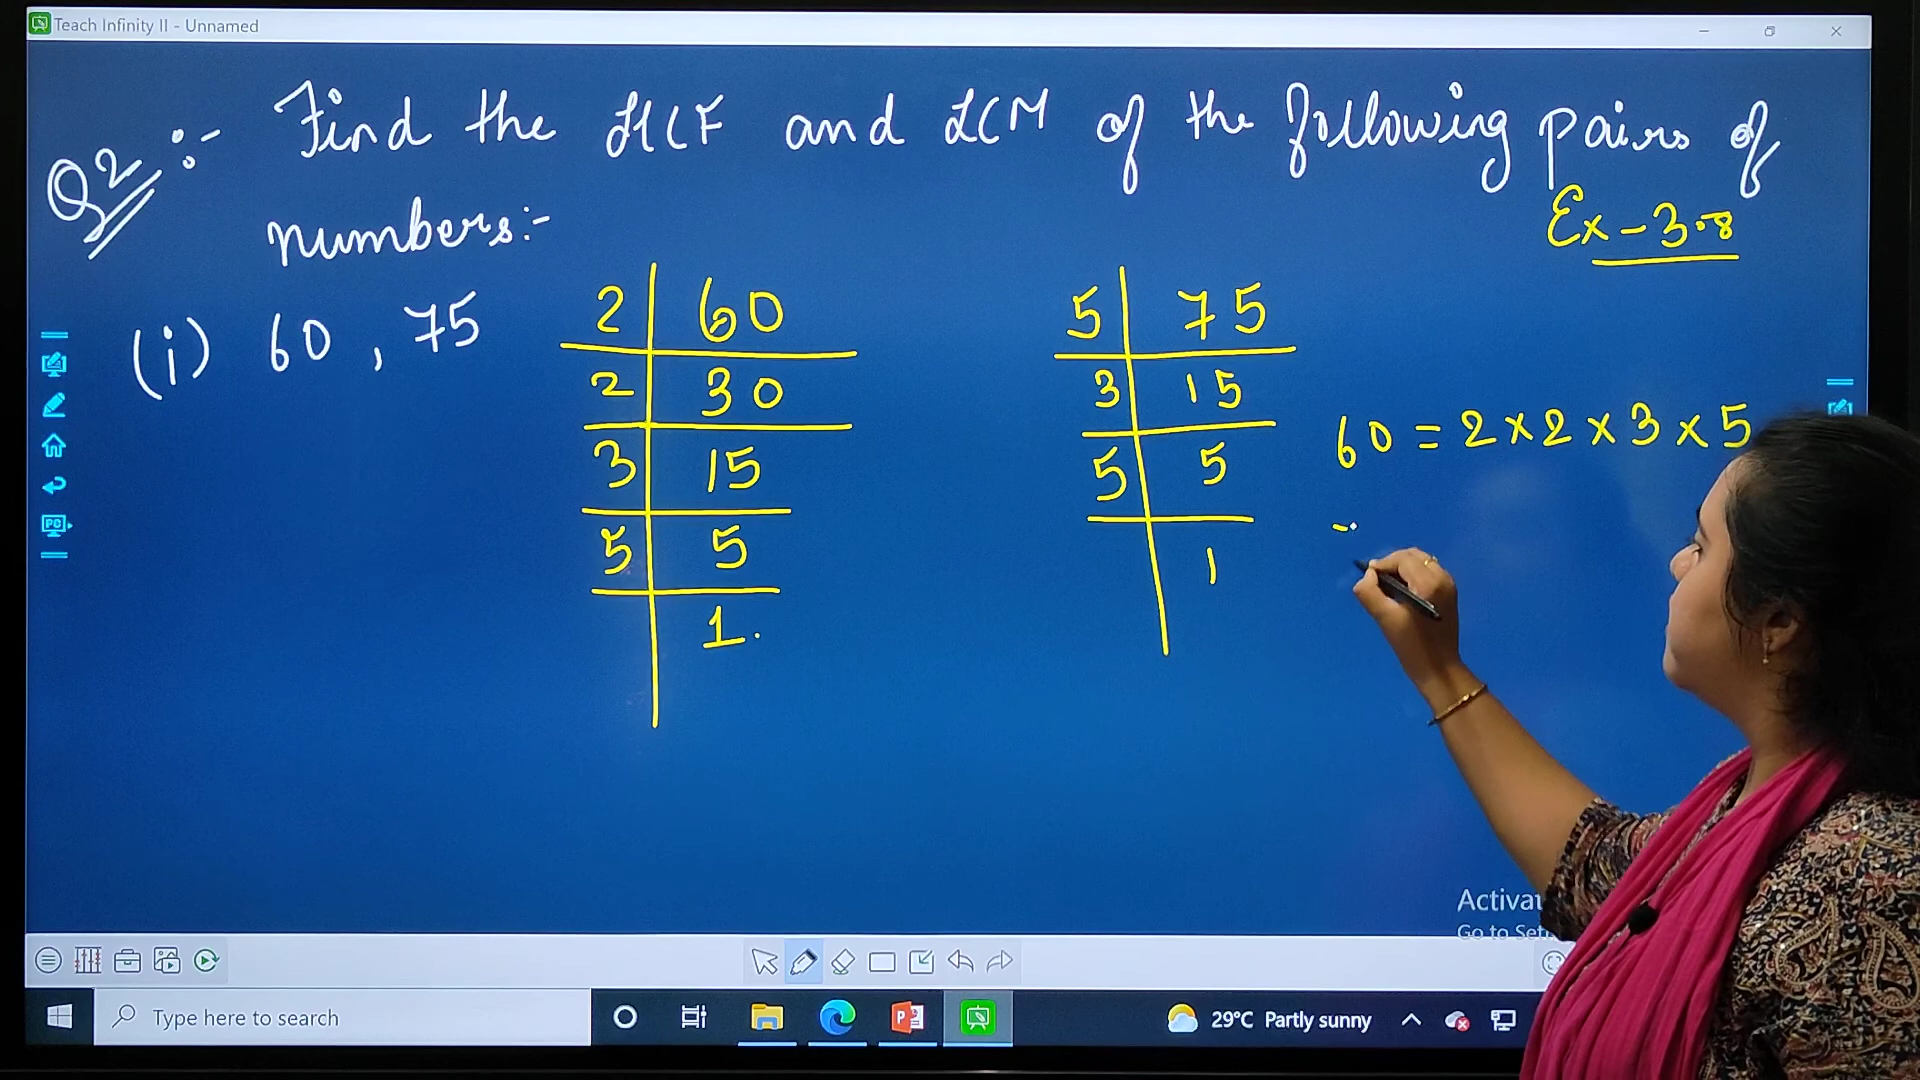 Teach Infinity II - Unnamed
Q2 :- Find the HCF and LCM of the following pairs of
numbers:-
Ex - 3.8
(i) 60 , 75
2 60
2 30
3 15
5 5
1.
5 75
3 15
5 5
1
60 = 2 × 2 × 3 × 5
Go to
Type here to search
29°C Partly sunny